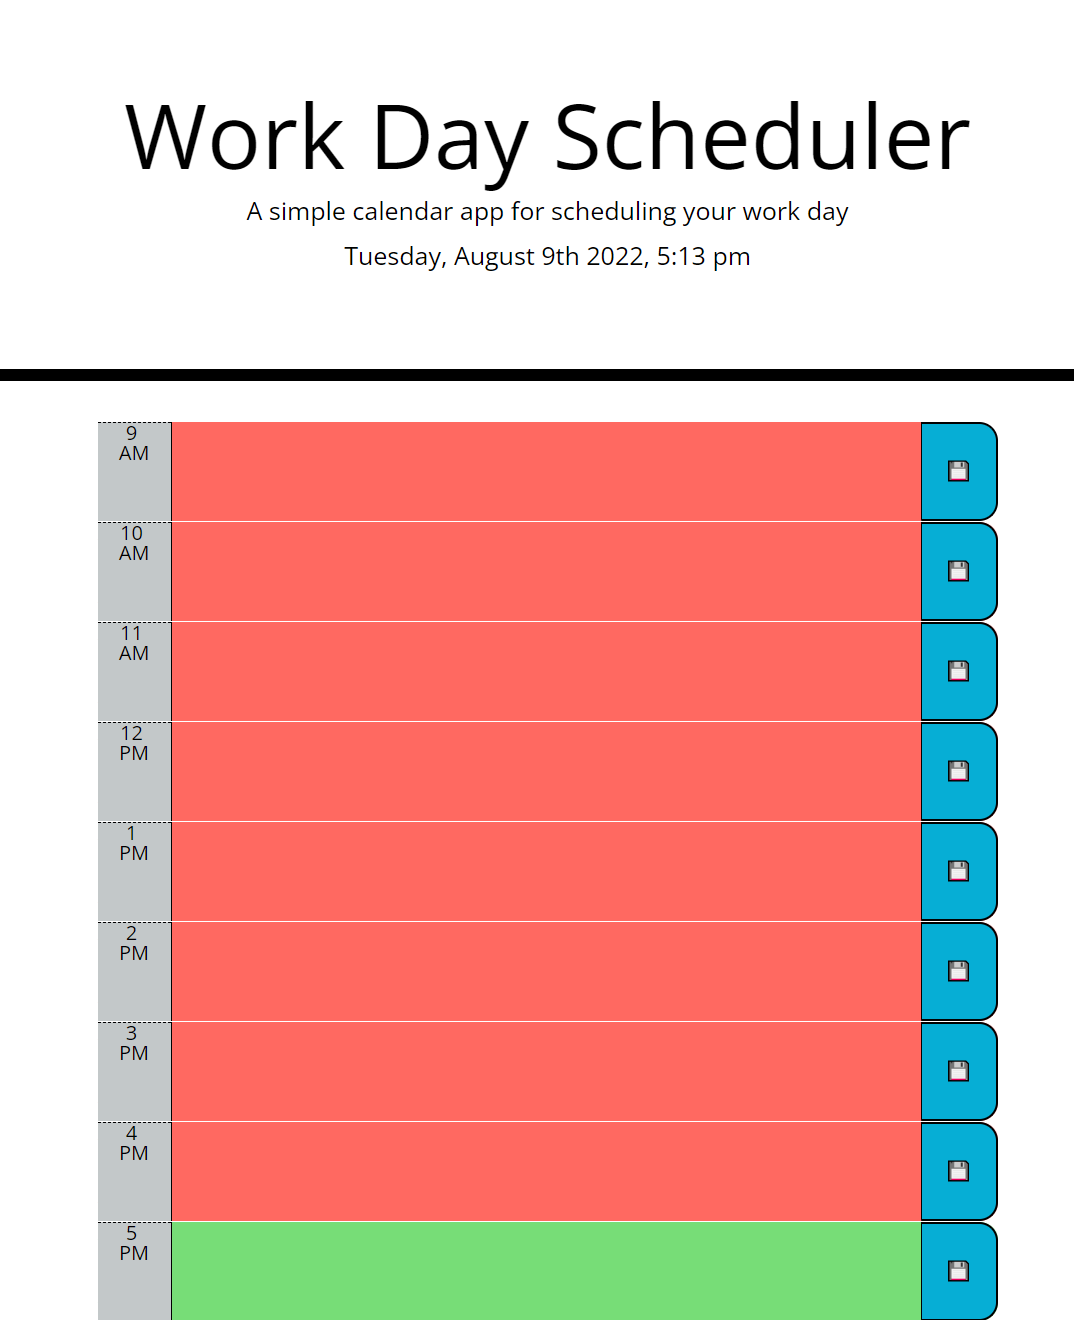 Work Day Scheduler
A simple calendar app for scheduling your work day
Tuesday, August 9th 2022, 5:13 pm
9
AM
10
AM
11
AM
12
PM
1
PM
2
PM
3
PM
4
PM
5
PM